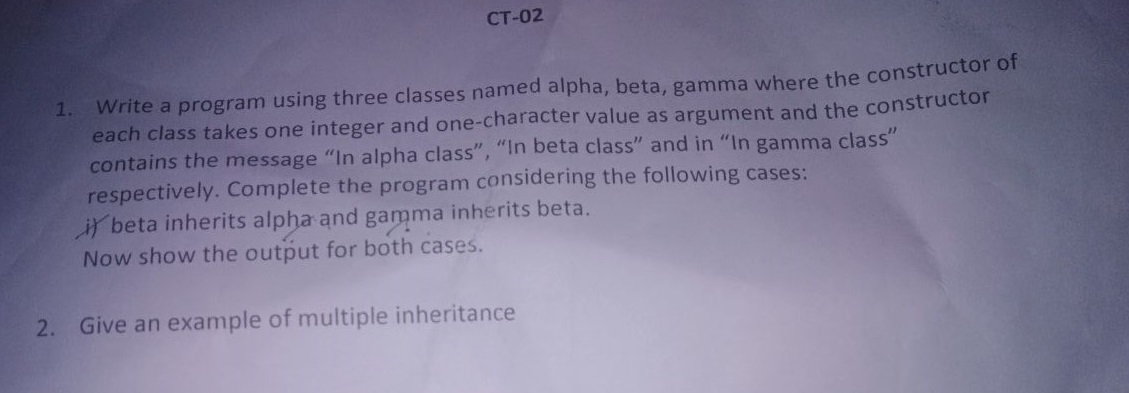 CT-02
1. Write a program using three classes named alpha, beta, gamma where the constructor of
each class takes one integer and one-character value as argument and the constructor
contains the message “In alpha class”, “In beta class” and in “In gamma class”
respectively. Complete the program considering the following cases:
i) beta inherits alpha and gamma inherits beta.
Now show the output for both cases.
2. Give an example of multiple inheritance